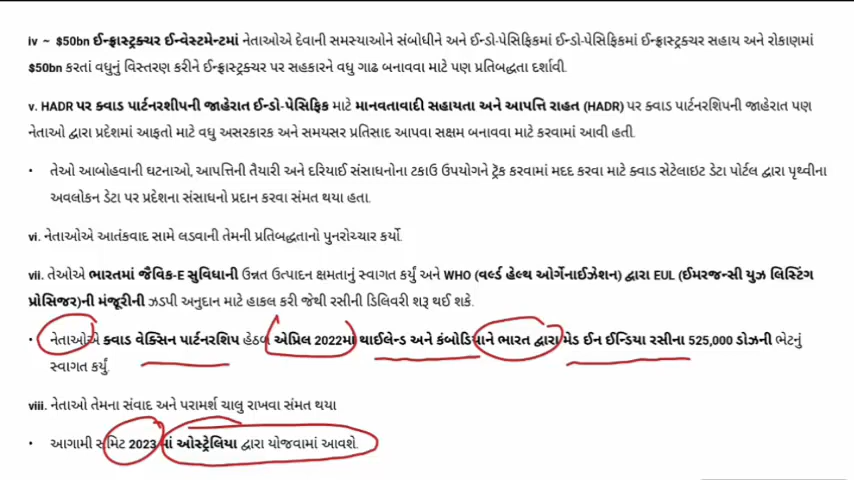 iv ~ $50bn ઈન્ફ્રાસ્ટ્રક્ચર ઈન્વેસ્ટમેન્ટમાં નેતાઓએ દેવાની સમસ્યાઓને સંબોધીને અને ઈન્ડો-પેસિફિકમાં ઈન્ડો-પેસિફિકમાં ઈન્ફ્રાસ્ટ્રક્ચર સહાય અને રોકાણમાં
$50bn કરતાં વધુનું વિસ્તરણ કરીને ઈન્ફ્રાસ્ટ્રક્ચર પર સહકારને વધુ ગાઢ બનાવવા માટે પણ પ્રતિબદ્ધતા દર્શાવી.
v. HADR પર ક્વાડ પાર્ટનરશીપની જાહેરાત ઈન્ડો-પેસિફિક માટે માનવતાવાદી સહાયતા અને આપત્તિ રાહત (HADR) પર ક્વાડ પાર્ટનરશિપની જાહેરાત પણ
નેતાઓ દ્વારા પ્રદેશમાં આફતો માટે વધુ અસરકારક અને સમયસર પ્રતિસાદ આપવા સક્ષમ બનાવવા માટે કરવામાં આવી હતી.
• તેઓ આબોહવાની ઘટનાઓ, આપત્તિની તૈયારી અને દરિયાઈ સંસાધનોના ટકાઉ ઉપયોગને ટ્રૅક કરવામાં મદદ કરવા માટે ક્વાડ સેટેલાઇટ ડેટા પોર્ટલ દ્વારા પૃથ્વીના
અવલોકન ડેટા પર પ્રદેશના સંસાધનો પ્રદાન કરવા સંમત થયા હતા.
vi. નેતાઓએ આતંકવાદ સામે લડવાની તેમની પ્રતિબદ્ધતાનો પુનરોચ્ચાર કર્યો.
vii. તેઓએ ભારતમાં જૈવિક-E સુવિધાની ઉન્નત ઉત્પાદન ક્ષમતાનું સ્વાગત કર્યું અને WHO (વર્લ્ડ હેલ્થ ઓર્ગેનાઈઝેશન) દ્વારા EUL (ઈમરજન્સી યુઝ લિસ્ટિંગ
પ્રોસિજર)ની મંજૂરીની ઝડપી અનુદાન માટે હાકલ કરી જેથી રસીની ડિલિવરી શરૂ થઈ શકે.
• નેતાઓએ ક્વાડ વેક્સિન પાર્ટનરશિપ હેઠળ એપ્રિલ 2022માં થાઈલેન્ડ અને કંબોડિયાને ભારત દ્વારા મેડ ઈન ઈન્ડિયા રસીના 525,000 ડોઝની ભેટનું
સ્વાગત કર્યું.
viii. નેતાઓ તેમના સંવાદ અને પરામર્શ ચાલુ રાખવા સંમત થયા
• આગામી સમિટ 2023માં ઓસ્ટ્રેલિયા દ્વારા યોજવામાં આવશે.